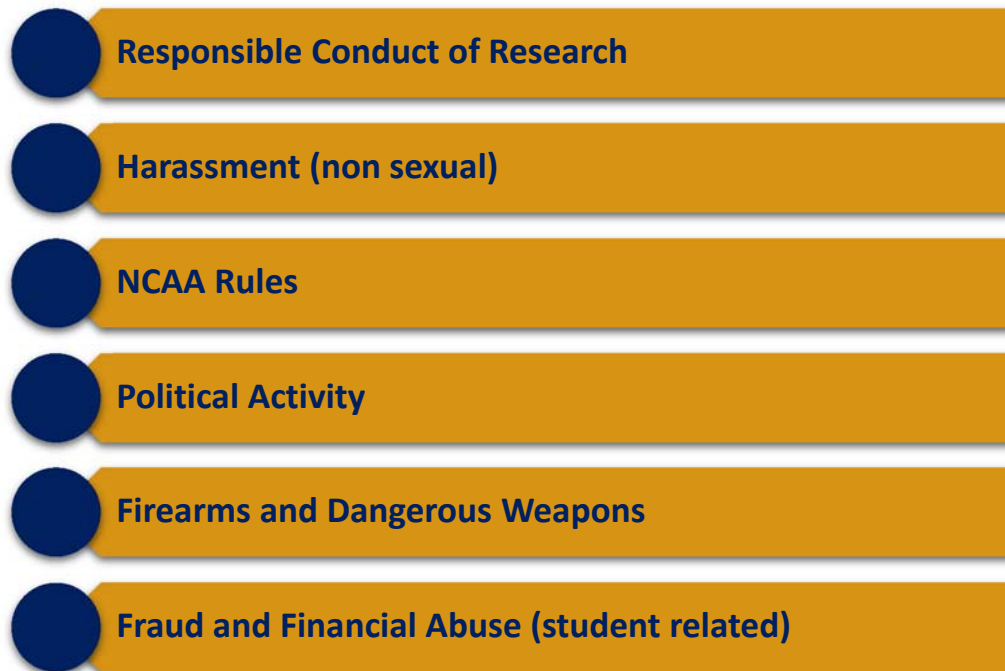 Responsible Conduct of Research
Harassment (non sexual)
NCAA Rules
Political Activity
Firearms and Dangerous Weapons
Fraud and Financial Abuse (student related)